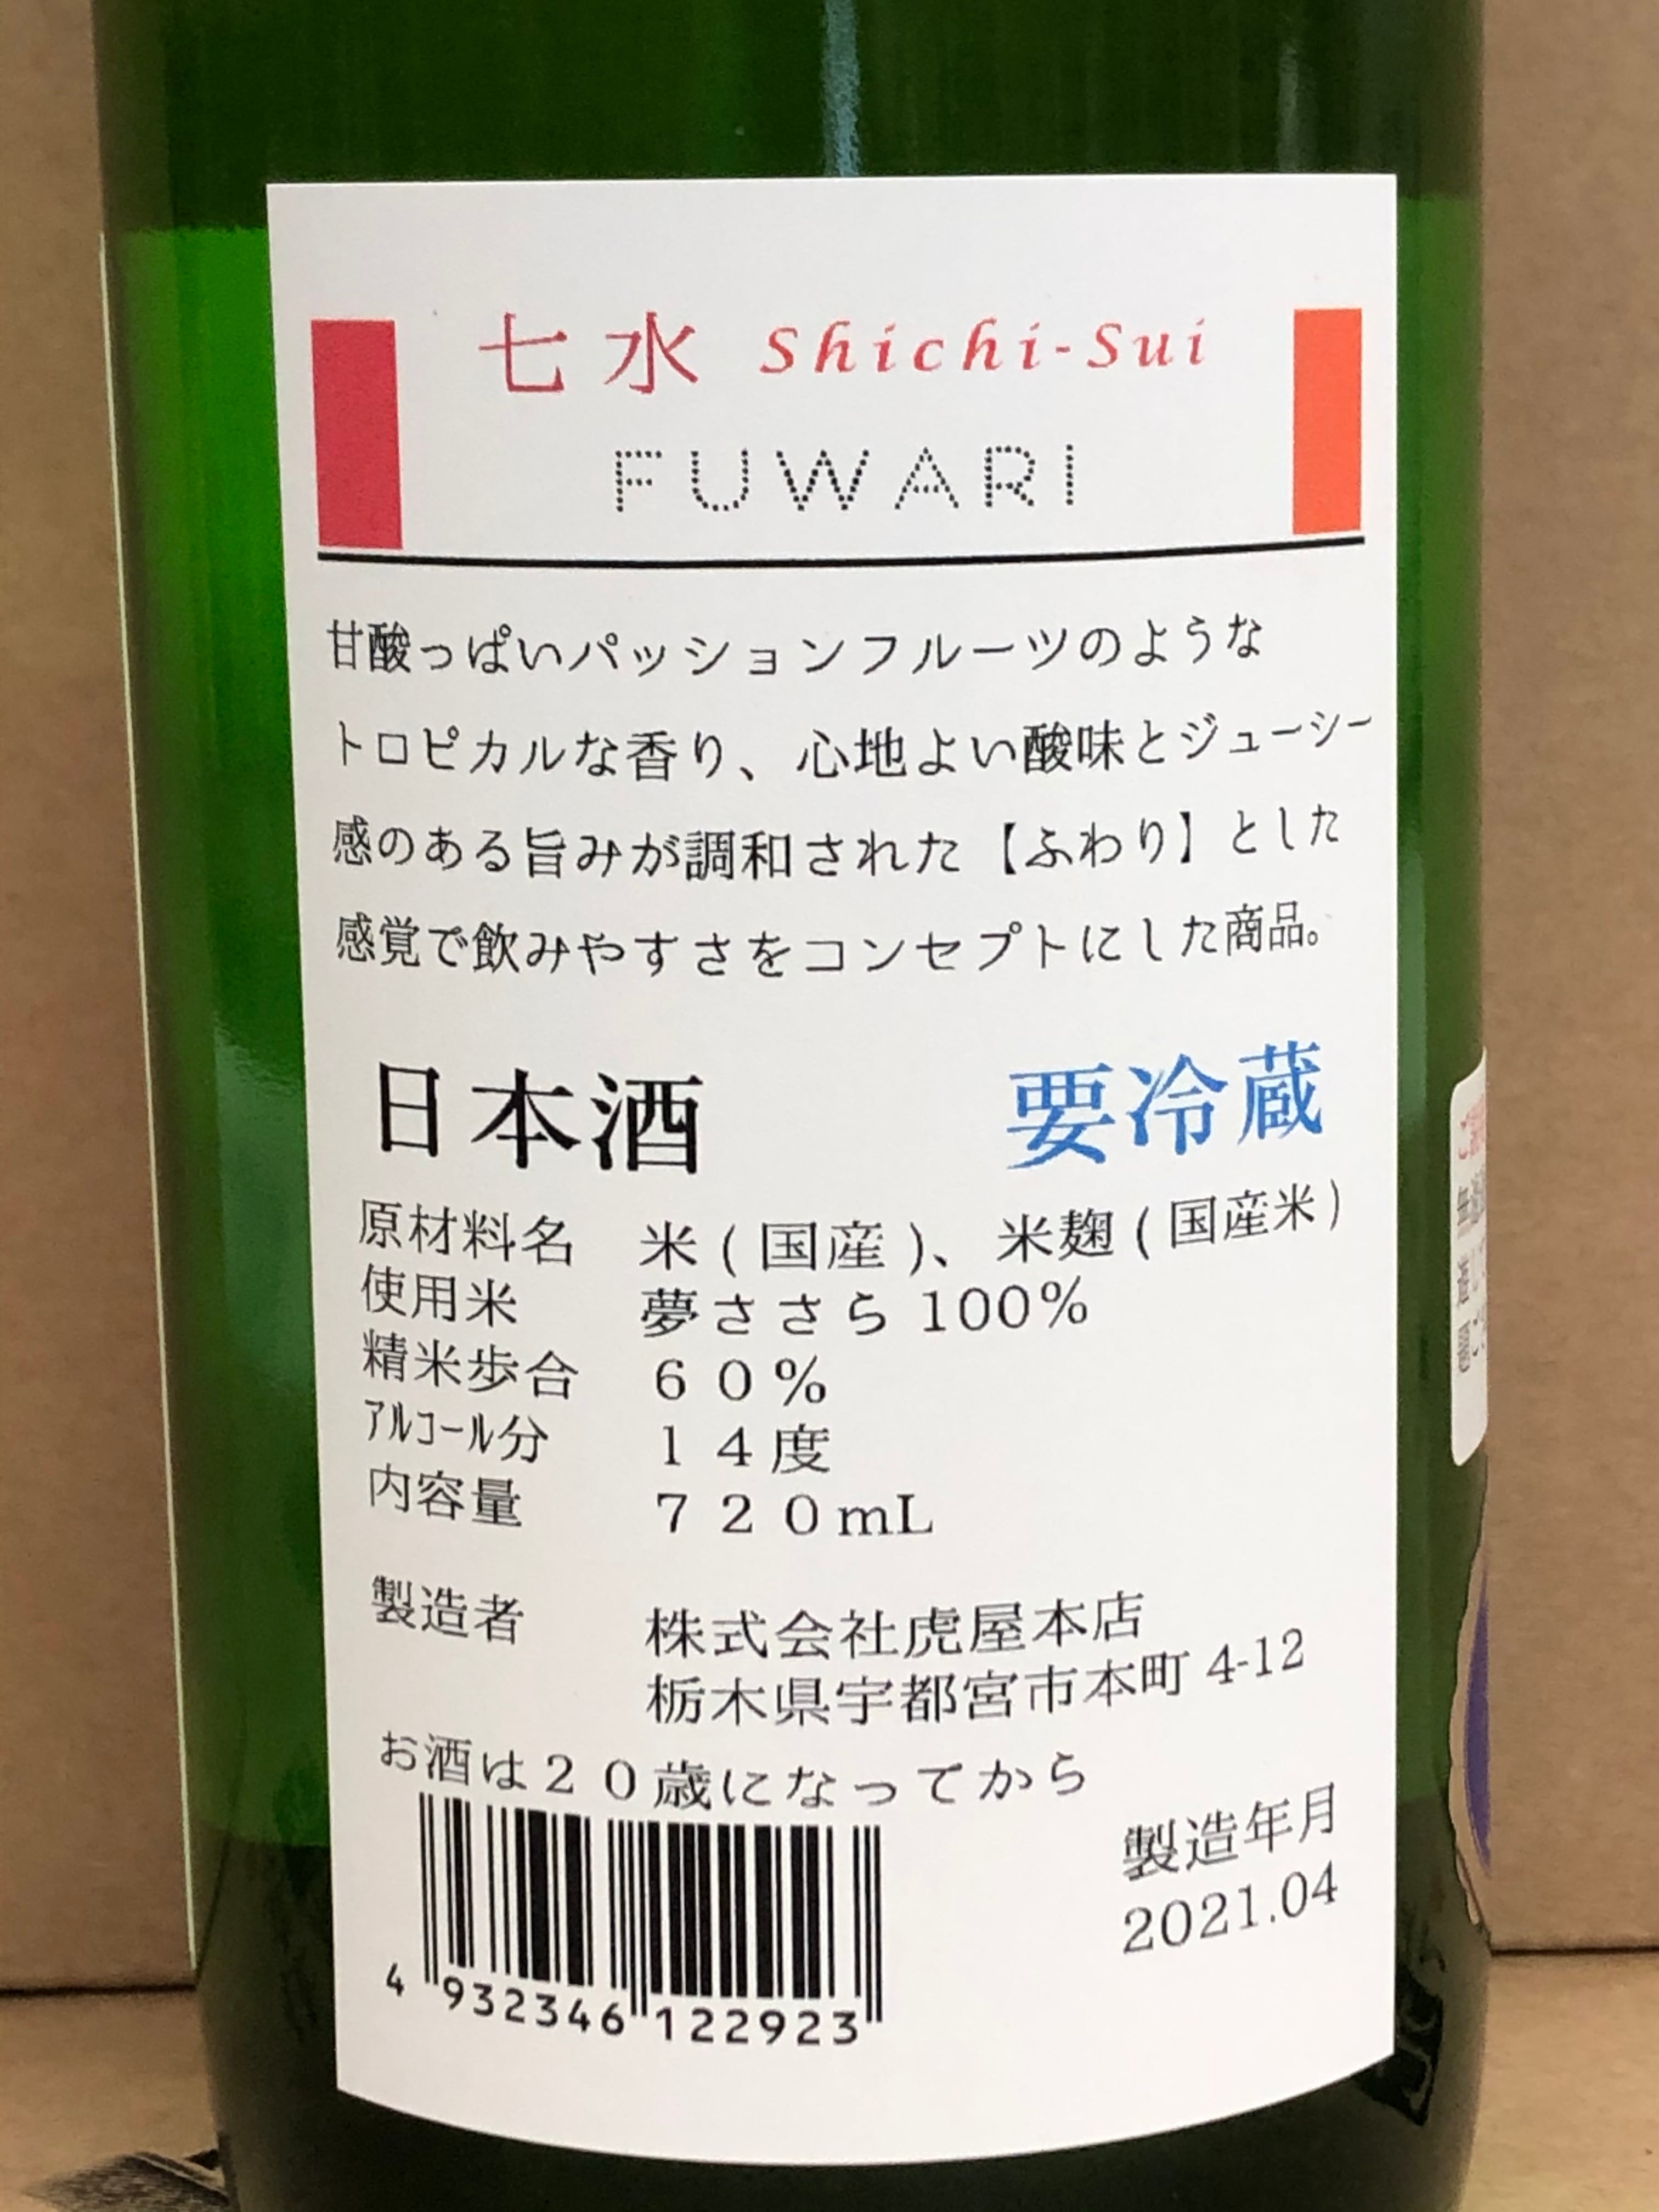 七水 Shichi-Sui
FUWARI
甘酸っぱいパッションフルーツのような
トロピカルな香り、心地よい酸味とジューシー
感のある旨みが調和された【ふわり】とした
感覚で飲みやすさをコンセプトにした商品。
日本酒 要冷蔵
原材料名 米(国産)、米麹(国産米)
使用米 夢ささら100%
精米歩合 60%
ｱﾙｺｰﾙ分 14度
内容量 720mL
製造者 株式会社虎屋本店
栃木県宇都宮市本町 4-12
お酒は20歳になってから
製造年月
2021.04
4 932346 122923